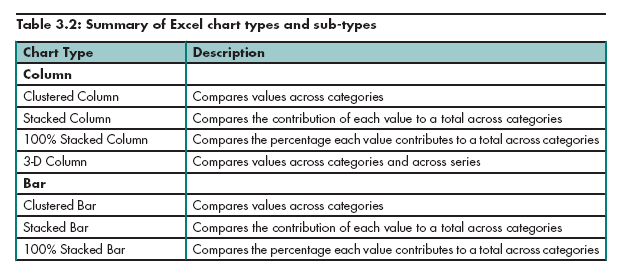 Table 3.2: Summary of Excel chart types and sub-types
Chart Type Description
Column
Clustered Column Compares values across categories
Stacked Column Compares the contribution of each value to a total across categories
100% Stacked Column Compares the percentage each value contributes to a total across categories
3-D Column Compares values across categories and across series
Bar
Clustered Bar Compares values across categories
Stacked Bar Compares the contribution of each value to a total across categories
100% Stacked Bar Compares the percentage each value contributes to a total across categories